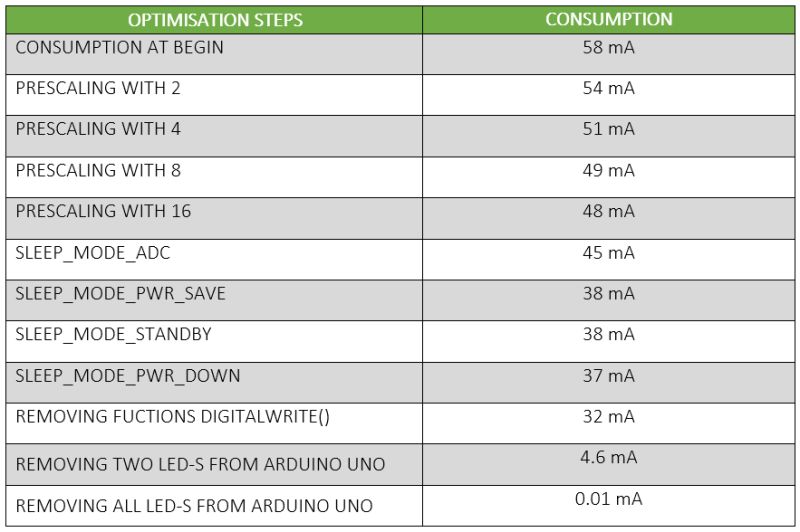 OPTIMISATION STEPS CONSUMPTION
CONSUMPTION AT BEGIN 58 mA
PRESCALING WITH 2 54 mA
PRESCALING WITH 4 51 mA
PRESCALING WITH 8 49 mA
PRESCALING WITH 16 48 mA
SLEEP_MODE_ADC 45 mA
SLEEP_MODE_PWR_SAVE 38 mA
SLEEP_MODE_STANDBY 38 mA
SLEEP_MODE_PWR_DOWN 37 mA
REMOVING FUCTIONS DIGITALWRITE() 32 mA
REMOVING TWO LED-S FROM ARDUINO UNO 4.6 mA
REMOVING ALL LED-S FROM ARDUINO UNO 0.01 mA